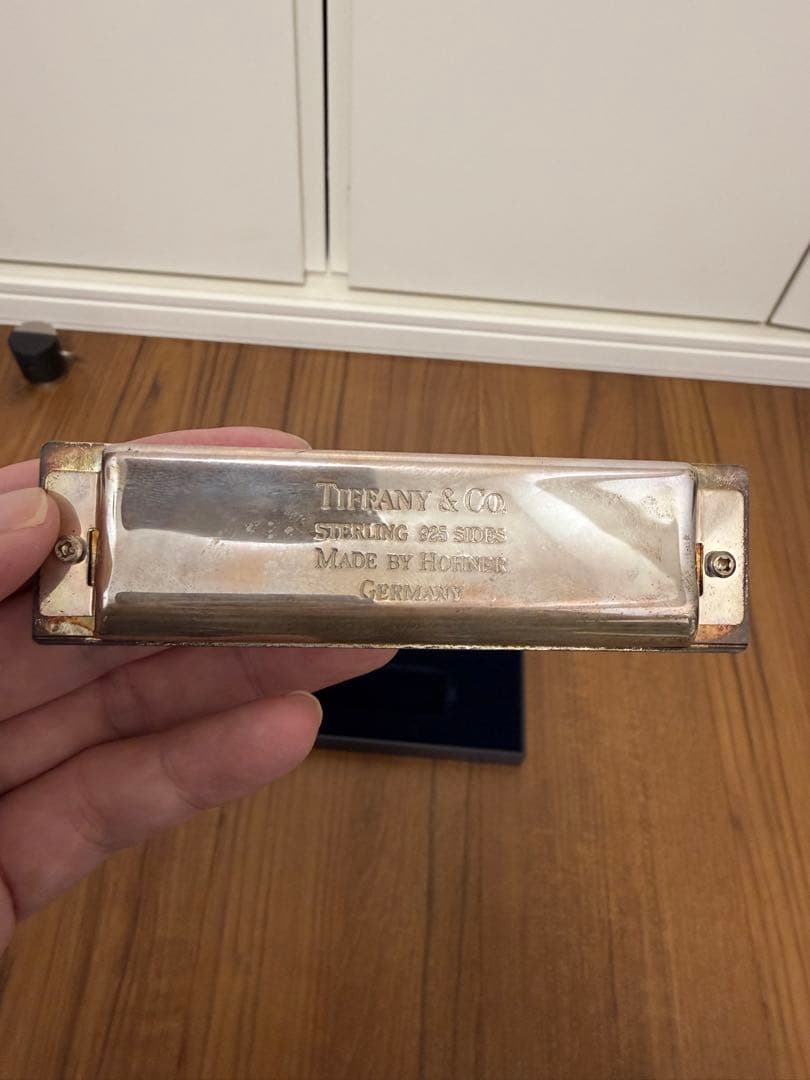 TIFFANY & CO.
STERLING 925 SIDES
MADE BY HOHNER
GERMANY